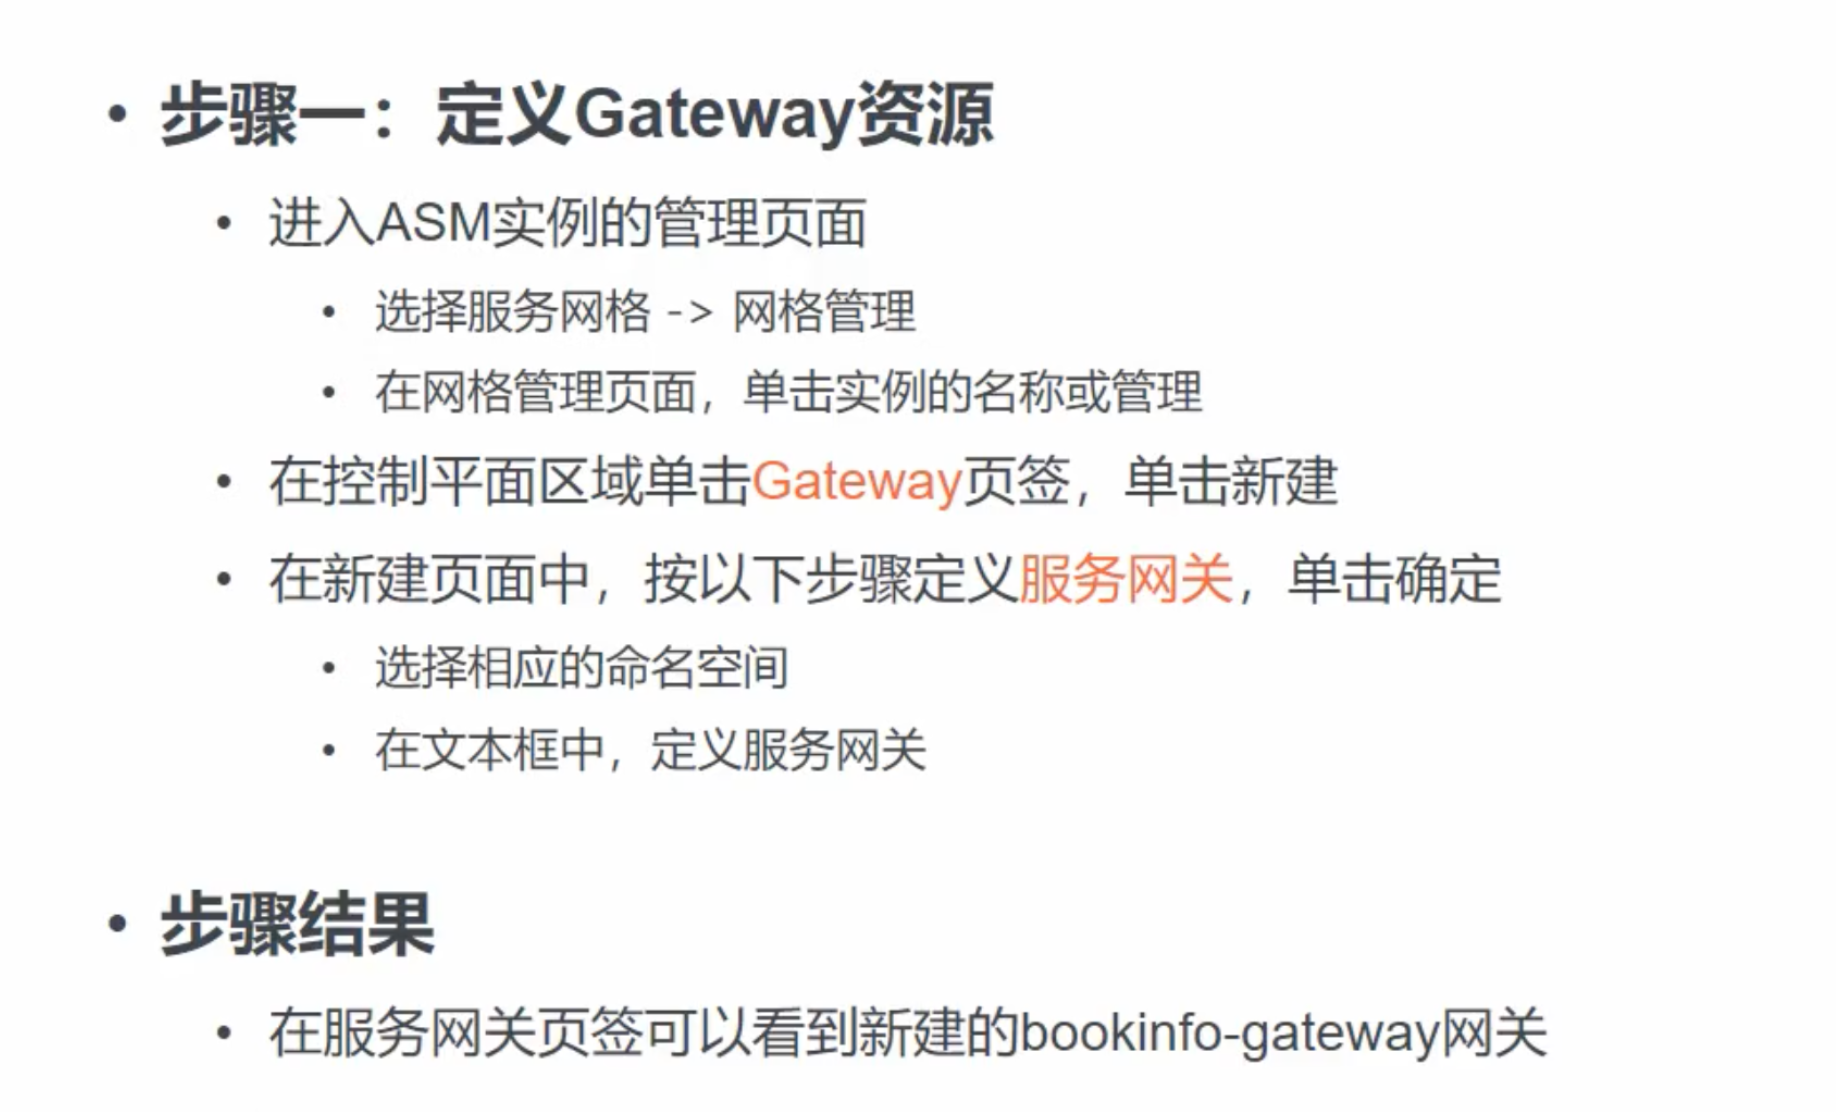 • 步骤一：定义Gateway资源
• 进入ASM实例的管理页面
• 选择服务网格 -> 网格管理
• 在网格管理页面，单击实例的名称或管理
• 在控制平面区域单击Gateway页签，单击新建
• 在新建页面中，按以下步骤定义服务网关，单击确定
• 选择相应的命名空间
• 在文本框中，定义服务网关
• 步骤结果
• 在服务网关页签可以看到新建的bookinfo-gateway网关